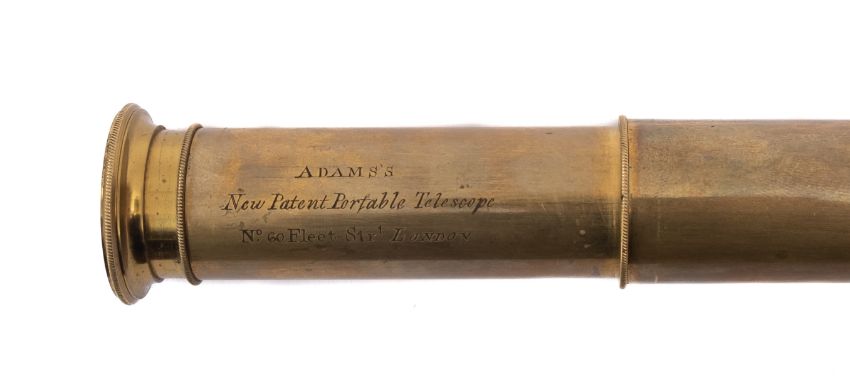 ADAMS'S
New Patent Portable Telescope
No. 60 Fleet Strt. LONDON